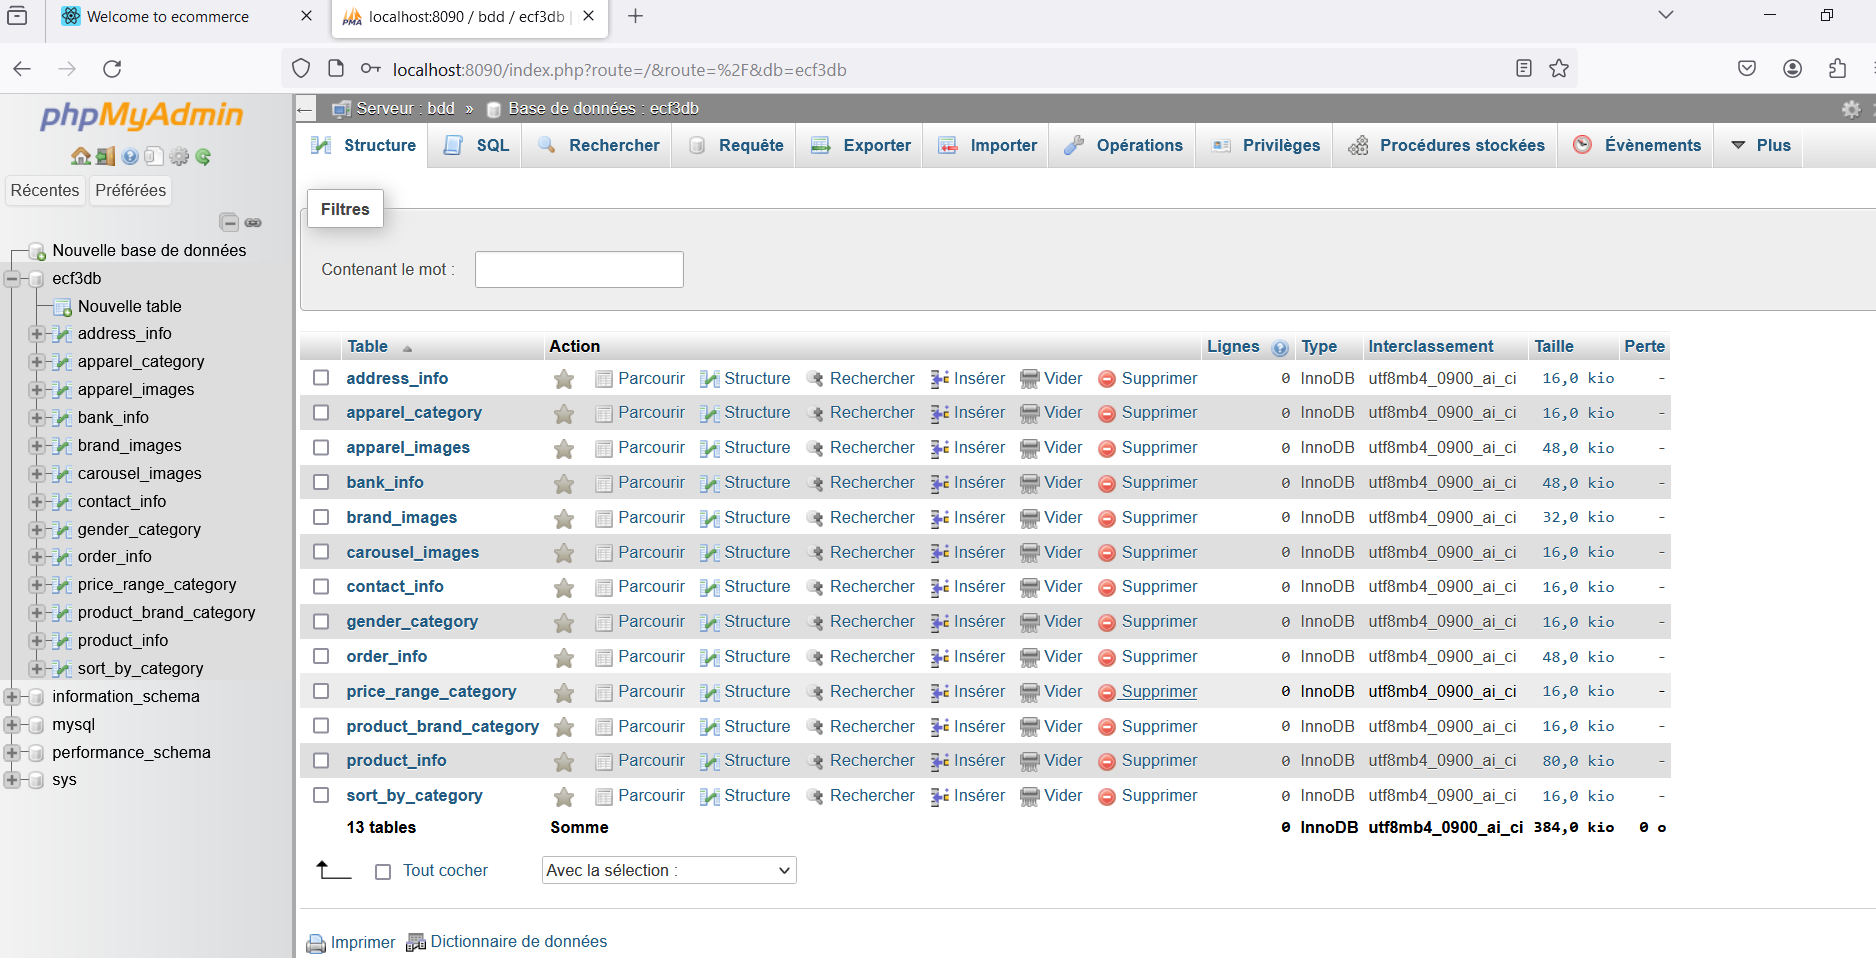 Welcome to ecommerce
localhost:8090 / bdd / ecf3db |
localhost:8090/index.php?route=/&route=%2F&db=ecf3db
phpMyAdmin
Récentes Préférées
Nouvelle base de données
ecf3db
Nouvelle table
address_info
apparel_category
apparel_images
bank_info
brand_images
carousel_images
contact_info
gender_category
order_info
price_range_category
product_brand_category
product_info
sort_by_category
information_schema
mysql
performance_schema
sys
Serveur : bdd » Base de données : ecf3db
Structure SQL Rechercher Requête Exporter Importer Opérations Privilèges Procédures stockées Évènements Plus
Filtres
Contenant le mot :
Table Action Lignes Type Interclassement Taille Perte
address_info Parcourir Structure Rechercher Insérer Vider Supprimer 0 InnoDB utf8mb4_0900_ai_ci 16,0 kio -
apparel_category Parcourir Structure Rechercher Insérer Vider Supprimer 0 InnoDB utf8mb4_0900_ai_ci 16,0 kio -
apparel_images Parcourir Structure Rechercher Insérer Vider Supprimer 0 InnoDB utf8mb4_0900_ai_ci 48,0 kio -
bank_info Parcourir Structure Rechercher Insérer Vider Supprimer 0 InnoDB utf8mb4_0900_ai_ci 48,0 kio -
brand_images Parcourir Structure Rechercher Insérer Vider Supprimer 0 InnoDB utf8mb4_0900_ai_ci 32,0 kio -
carousel_images Parcourir Structure Rechercher Insérer Vider Supprimer 0 InnoDB utf8mb4_0900_ai_ci 16,0 kio -
contact_info Parcourir Structure Rechercher Insérer Vider Supprimer 0 InnoDB utf8mb4_0900_ai_ci 16,0 kio -
gender_category Parcourir Structure Rechercher Insérer Vider Supprimer 0 InnoDB utf8mb4_0900_ai_ci 16,0 kio -
order_info Parcourir Structure Rechercher Insérer Vider Supprimer 0 InnoDB utf8mb4_0900_ai_ci 48,0 kio -
price_range_category Parcourir Structure Rechercher Insérer Vider Supprimer 0 InnoDB utf8mb4_0900_ai_ci 16,0 kio -
product_brand_category Parcourir Structure Rechercher Insérer Vider Supprimer 0 InnoDB utf8mb4_0900_ai_ci 16,0 kio -
product_info Parcourir Structure Rechercher Insérer Vider Supprimer 0 InnoDB utf8mb4_0900_ai_ci 80,0 kio -
sort_by_category Parcourir Structure Rechercher Insérer Vider Supprimer 0 InnoDB utf8mb4_0900_ai_ci 16,0 kio -
13 tables Somme 0 InnoDB utf8mb4_0900_ai_ci 384,0 kio 0 o
Tout cocher Avec la sélection :
Imprimer Dictionnaire de données